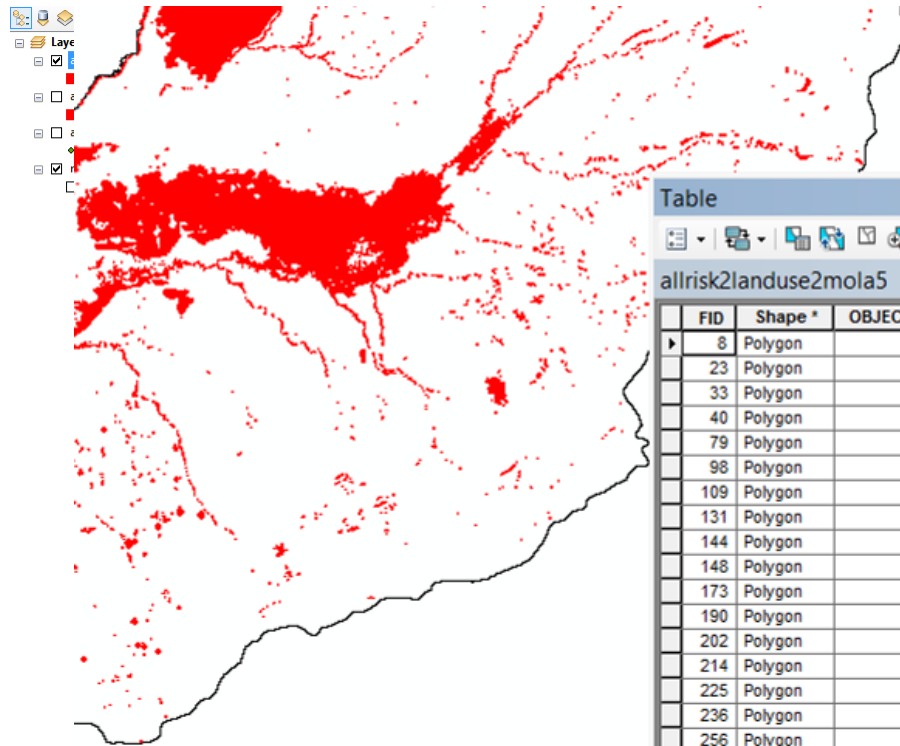 Laye
a
a
a
Table
allrisk2landuse2mola5
FID Shape * OBJEC
8 Polygon
23 Polygon
33 Polygon
40 Polygon
79 Polygon
98 Polygon
109 Polygon
131 Polygon
144 Polygon
148 Polygon
173 Polygon
190 Polygon
202 Polygon
214 Polygon
225 Polygon
236 Polygon
256 Polygon